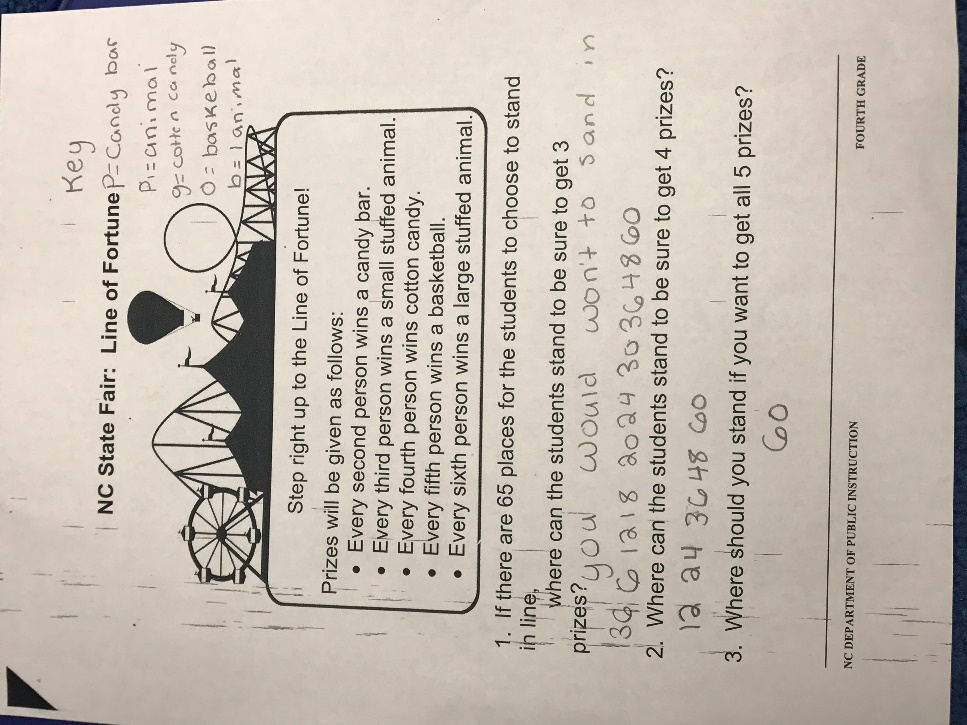 Key
P=Candy bar
P1=animal
g=cotten candy
O=baskeball
b=1 animal
NC State Fair: Line of Fortune
Step right up to the Line of Fortune!
Prizes will be given as follows:
• Every second person wins a candy bar.
• Every third person wins a small stuffed animal.
• Every fourth person wins cotton candy.
• Every fifth person wins a basketball.
• Every sixth person wins a large stuffed animal.
1. If there are 65 places for the students to choose to stand
in line,
where can the students stand to be sure to get 3
prizes? you would won't to sand in
6 12 18 20 24 30 36 48 60
2. Where can the students stand to be sure to get 4 prizes?
12 24 36 48 60
3. Where should you stand if you want to get all 5 prizes?
60
NC DEPARTMENT OF PUBLIC INSTRUCTION
FOURTH GRADE